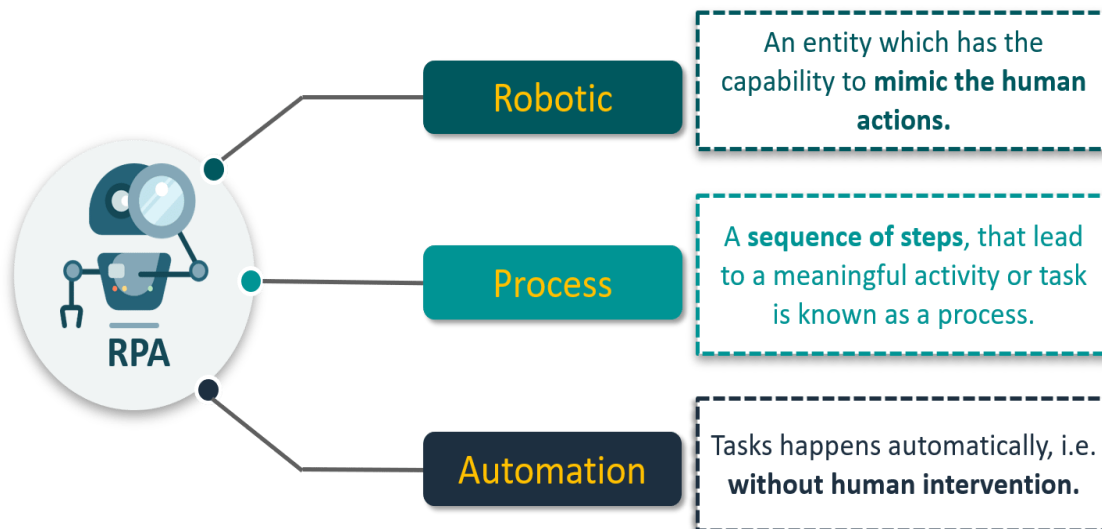 RPA
Robotic
An entity which has the
capability to mimic the human
actions.
Process
A sequence of steps, that lead
to a meaningful activity or task
is known as a process.
Automation
Tasks happens automatically, i.e.
without human intervention.